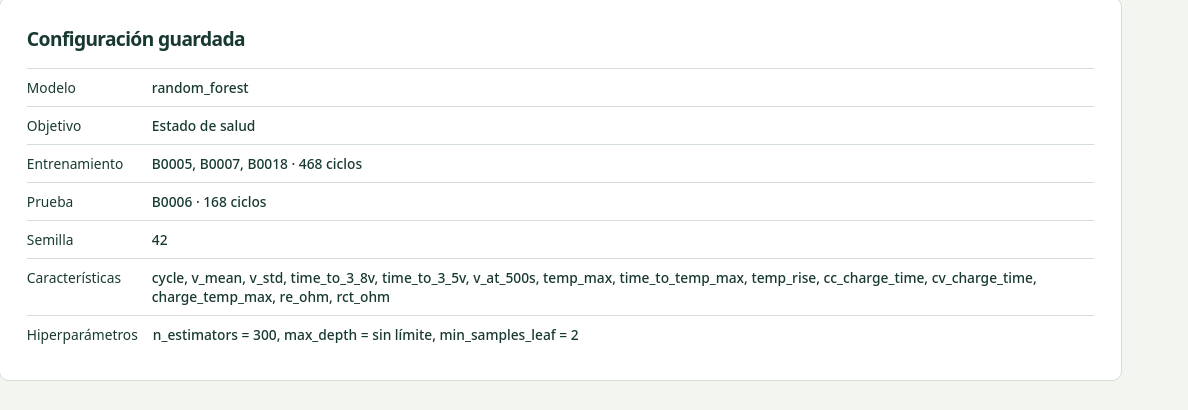 Configuración guardada
Modelo random_forest
Objetivo Estado de salud
Entrenamiento B0005, B0007, B0018 · 468 ciclos
Prueba B0006 · 168 ciclos
Semilla 42
Características cycle, v_mean, v_std, time_to_3_8v, time_to_3_5v, v_at_500s, temp_max, time_to_temp_max, temp_rise, cc_charge_time, cv_charge_time,
charge_temp_max, re_ohm, rct_ohm
Hiperparámetros n_estimators = 300, max_depth = sin límite, min_samples_leaf = 2